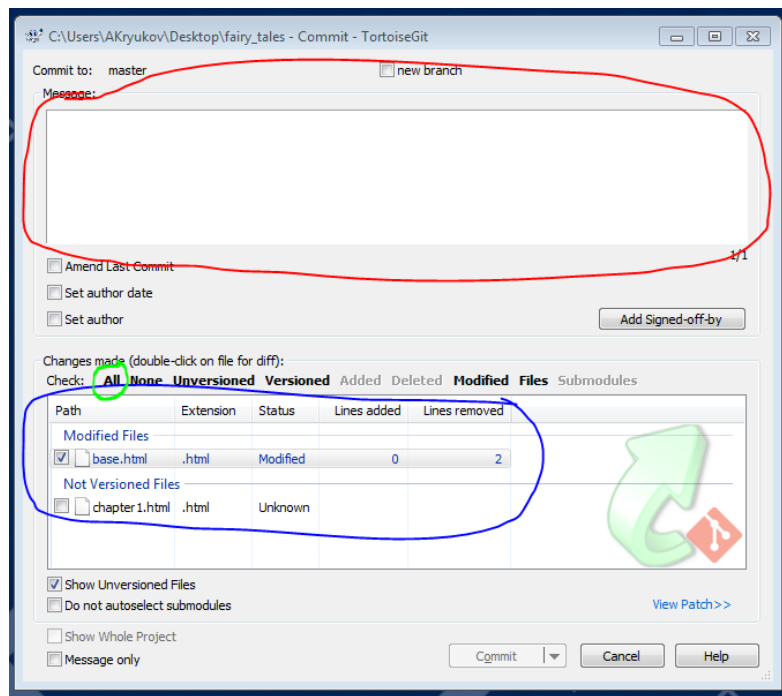 C:\Users\AKryukov\Desktop\fairy_tales - Commit - TortoiseGit
Commit to: master new branch
Message:
1/1
Amend Last Commit
Set author date
Set author Add Signed-off-by
Changes made (double-click on file for diff):
Check: All None Unversioned Versioned Added Deleted Modified Files Submodules
Path Extension Status Lines added Lines removed
Modified Files
base.html .html Modified 0 2
Not Versioned Files
chapter1.html .html Unknown
Show Unversioned Files
Do not autoselect submodules View Patch>>
Show Whole Project
Message only Commit Cancel Help